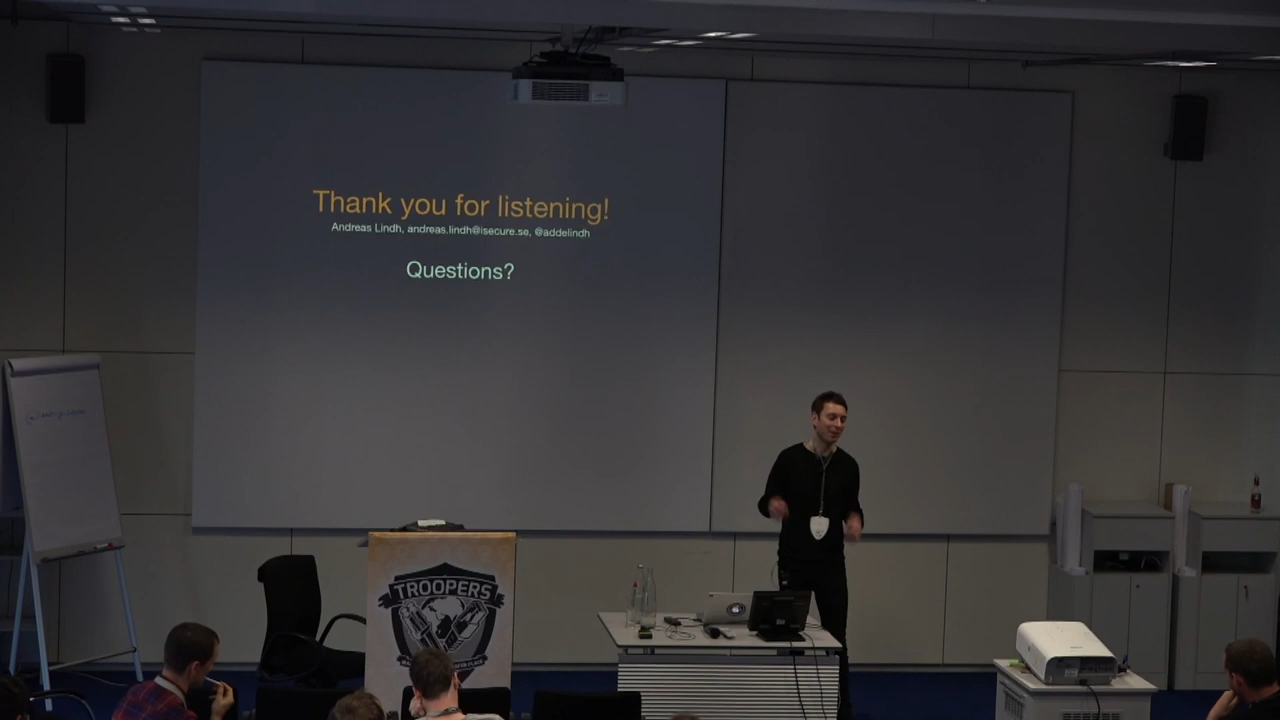 Thank you for listening!
Andreas Lindh, andreas.lindh@isecure.se, @addelindh
Questions?
TROOPERS